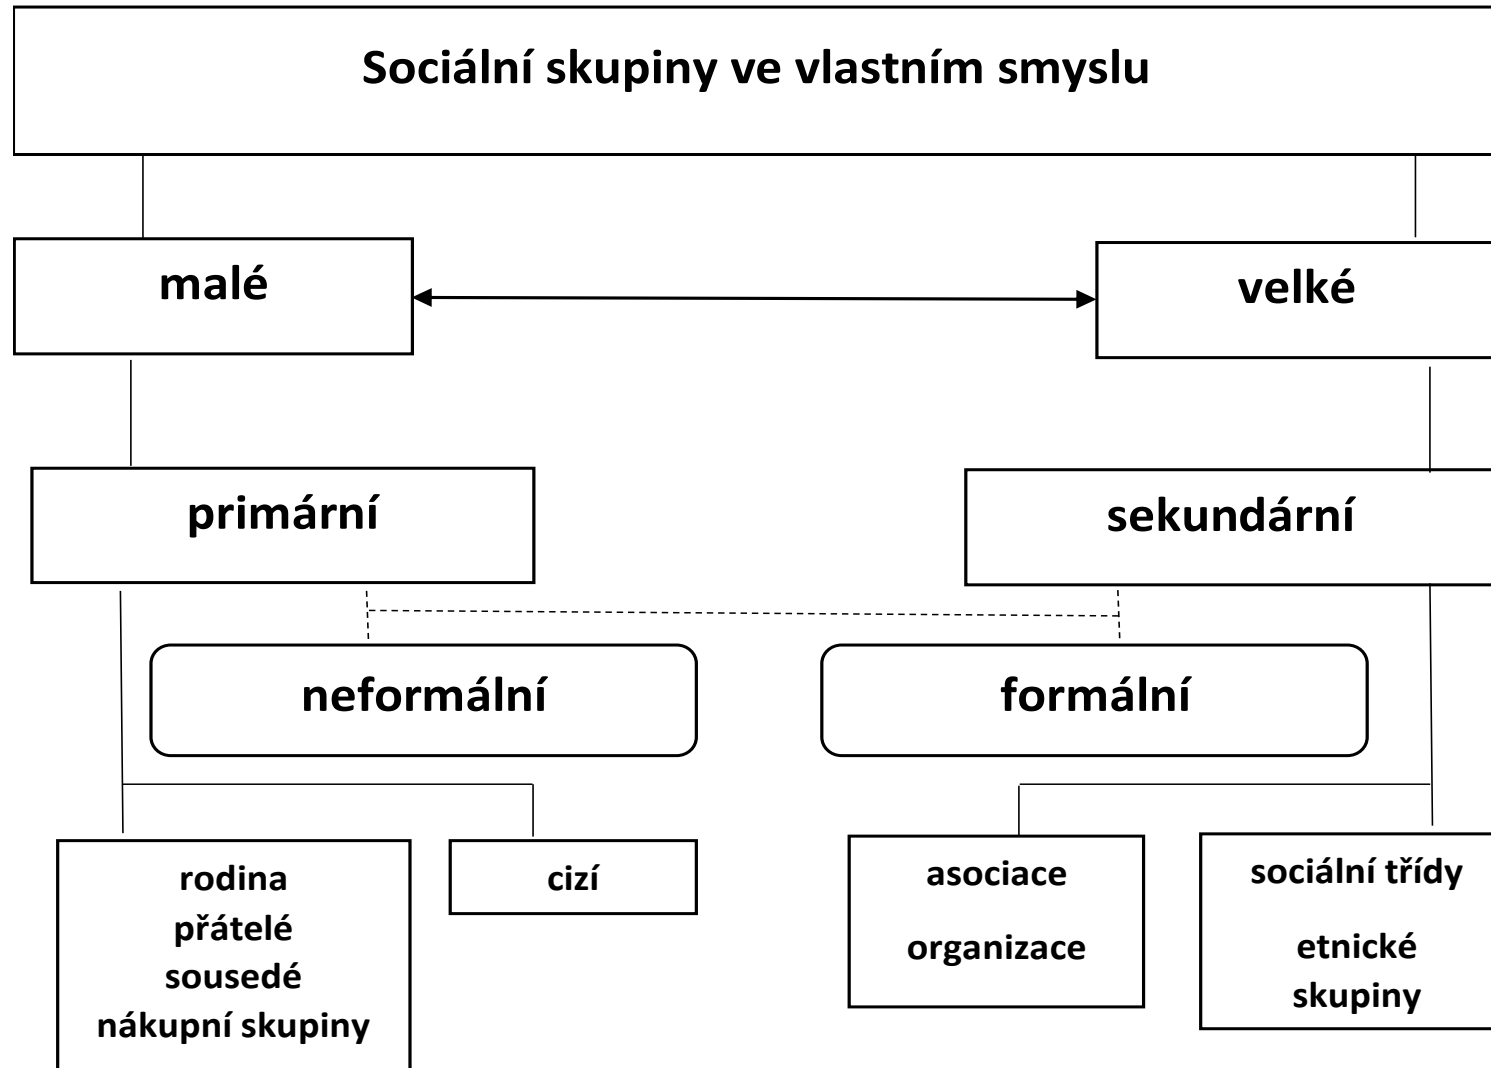 Sociální skupiny ve vlastním smyslu
malé
velké
primární
sekundární
neformální
formální
rodina
přátelé
sousedé
nákupní skupiny
cizí
asociace
organizace
sociální třídy
etnické
skupiny